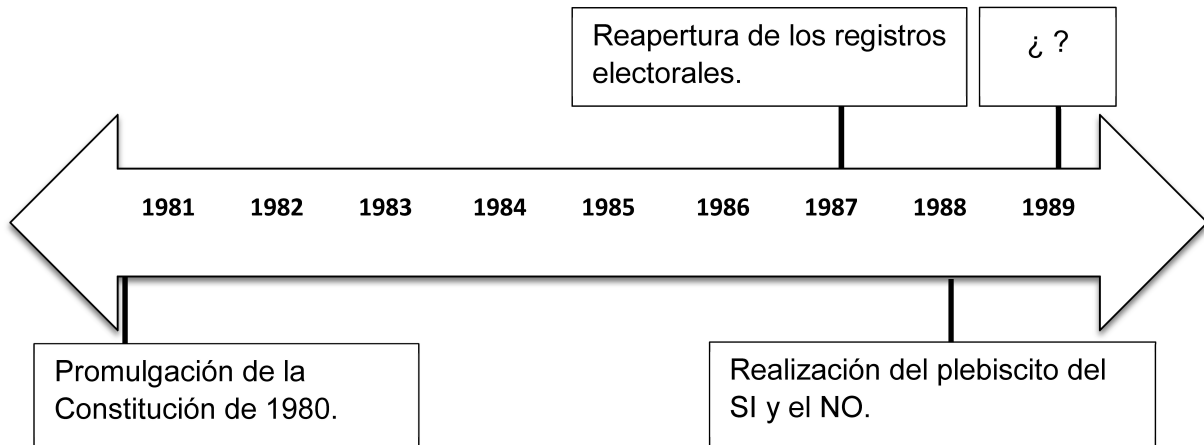 Reapertura de los registros
electorales.
¿ ?
1981 1982 1983 1984 1985 1986 1987 1988 1989
Promulgación de la
Constitución de 1980.
Realización del plebiscito del
SI y el NO.